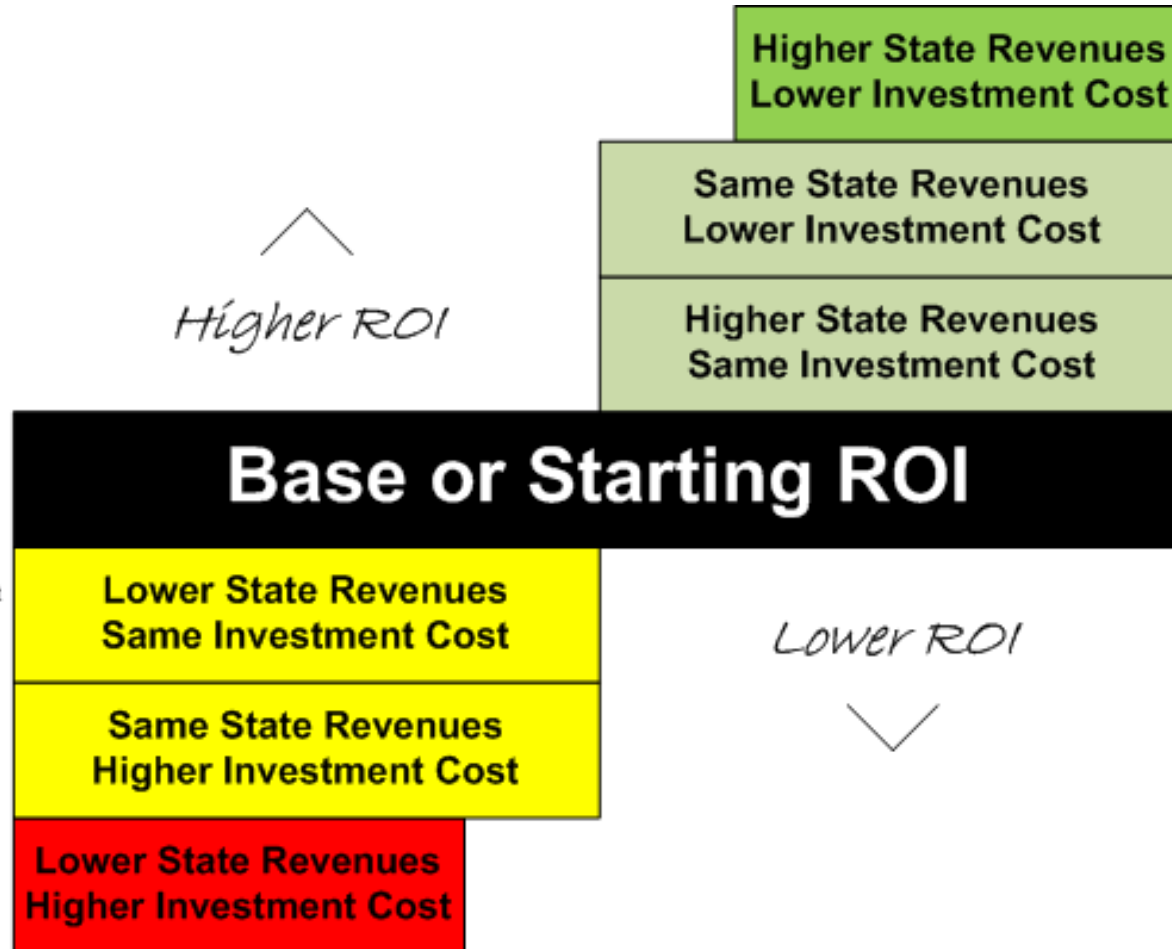 Higher State Revenues
Lower Investment Cost
Same State Revenues
Lower Investment Cost
Higher ROI
Higher State Revenues
Same Investment Cost
Base or Starting ROI
Lower State Revenues
Same Investment Cost
Lower ROI
Same State Revenues
Higher Investment Cost
Lower State Revenues
Higher Investment Cost